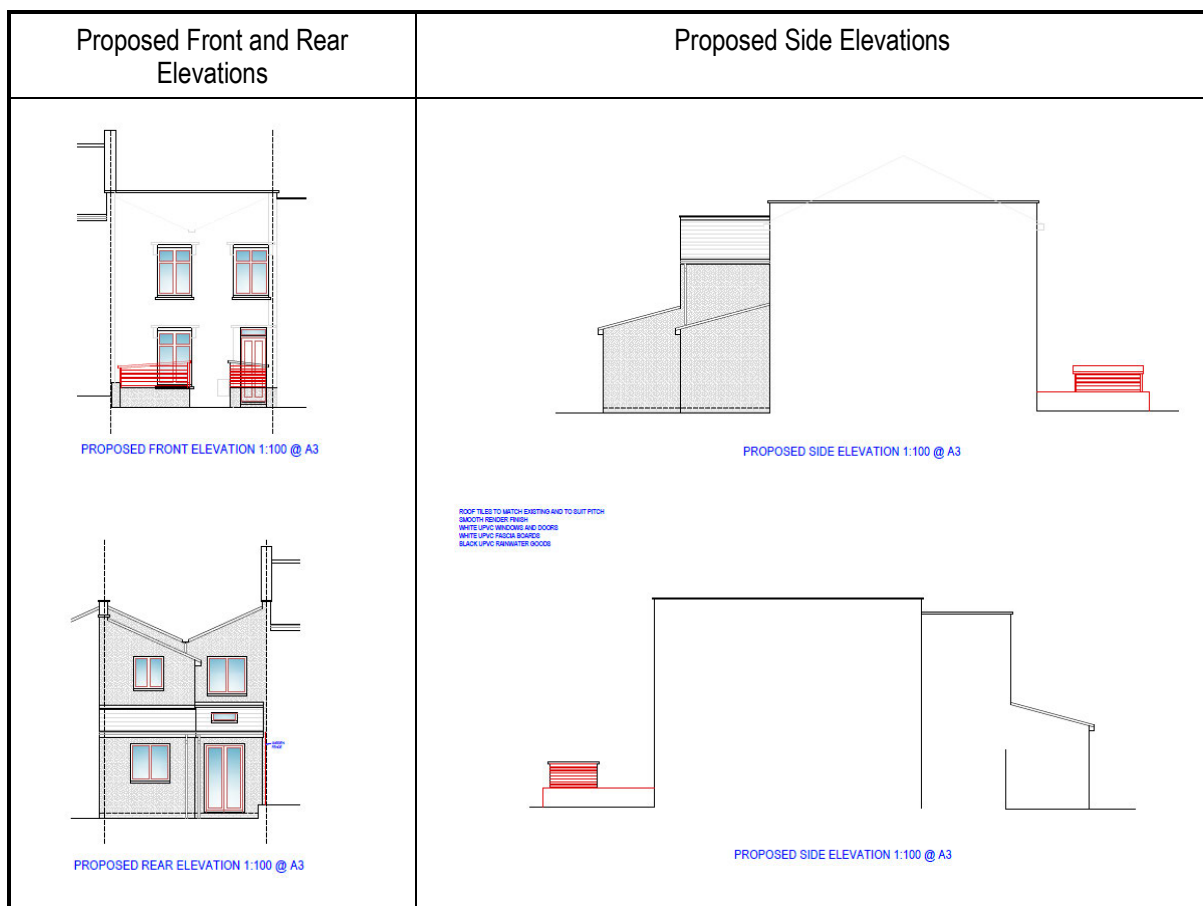 Proposed Front and Rear
Elevations
Proposed Side Elevations
PROPOSED FRONT ELEVATION 1:100 @ A3
PROPOSED SIDE ELEVATION 1:100 @ A3
ROOF TILES TO MATCH EXISTING AND TO SUIT PITCH
SMOOTH RENDER FINISH
WHITE UPVC WINDOWS AND DOORS
WHITE UPVC FASCIA BOARDS
BLACK UPVC RAINWATER GOODS
PROPOSED REAR ELEVATION 1:100 @ A3
PROPOSED SIDE ELEVATION 1:100 @ A3